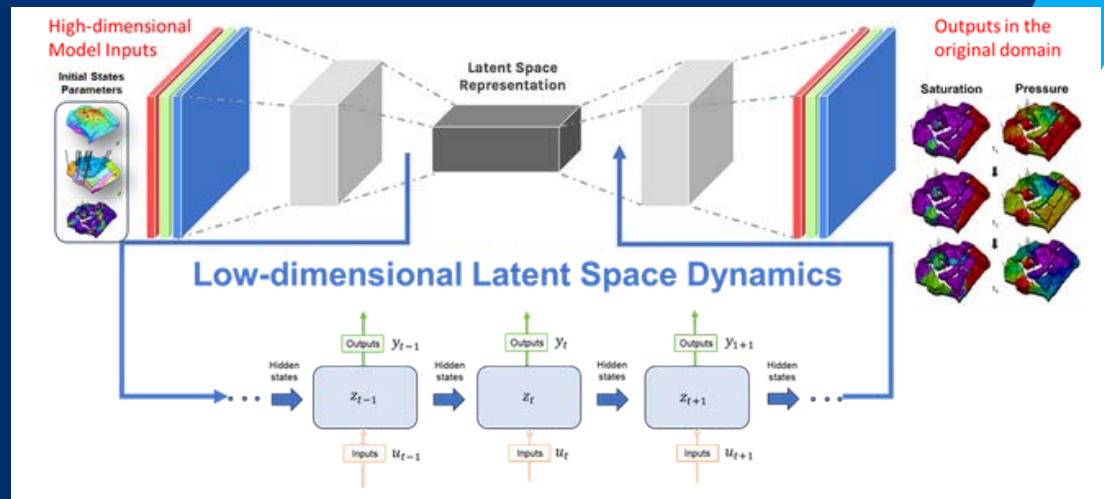 High-dimensional
Model Inputs
Initial States
Parameters
Latent Space
Representation
Outputs in the
original domain
Saturation
Pressure
Low-dimensional Latent Space Dynamics
Outputs
y_{t-1}
Outputs
y_t
Outputs
y_{1+1}
Hidden
states
Hidden
states
Hidden
states
Hidden
states
z_{t-1}
z_t
z_{t+1}
Inputs
u_{t-1}
Inputs
u_t
Inputs
u_{t+1}